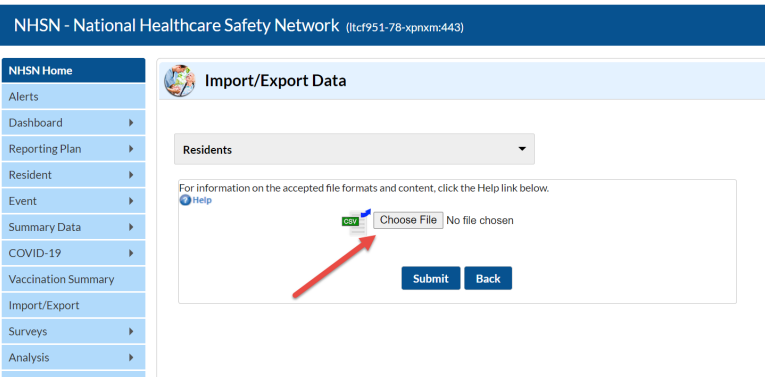 NHSN - National Healthcare Safety Network (ltcf951-78-xpnxm:443)
NHSN Home
Alerts
Dashboard
Reporting Plan
Resident
Event
Summary Data
COVID-19
Vaccination Summary
Import/Export
Surveys
Analysis
Import/Export Data
Residents
For information on the accepted file formats and content, click the Help link below.
Help
CSV Choose File No file chosen
Submit Back